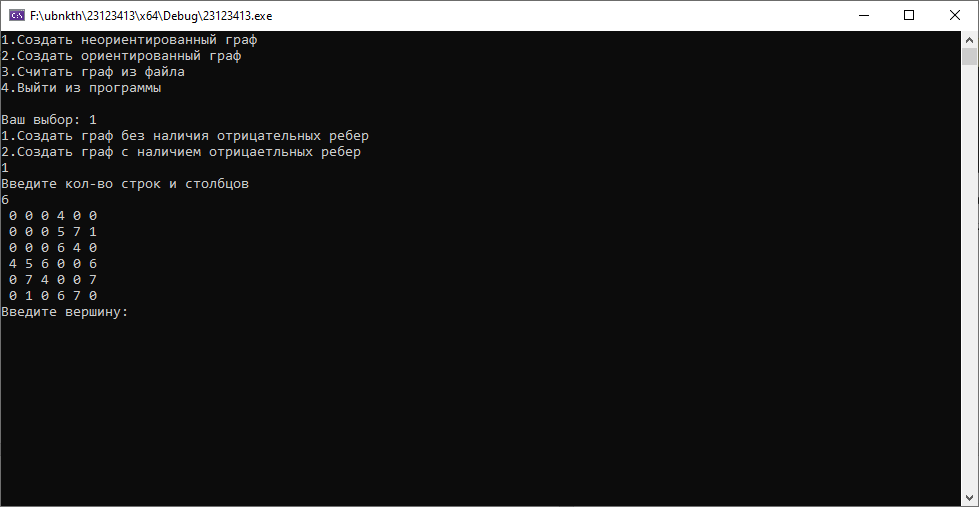 F:\ubnkth\23123413\x64\Debug\23123413.exe
1.Создать неориентированный граф
2.Создать ориентированный граф
3.Считать граф из файла
4.Выйти из программы
Ваш выбор: 1
1.Создать граф без наличия отрицательных ребер
2.Создать граф с наличием отрицаетльных ребер
1
Введите кол-во строк и столбцов
6
0 0 0 4 0 0
0 0 0 5 7 1
0 0 0 6 4 0
4 5 6 0 0 6
0 7 4 0 0 7
0 1 0 6 7 0
Введите вершину: